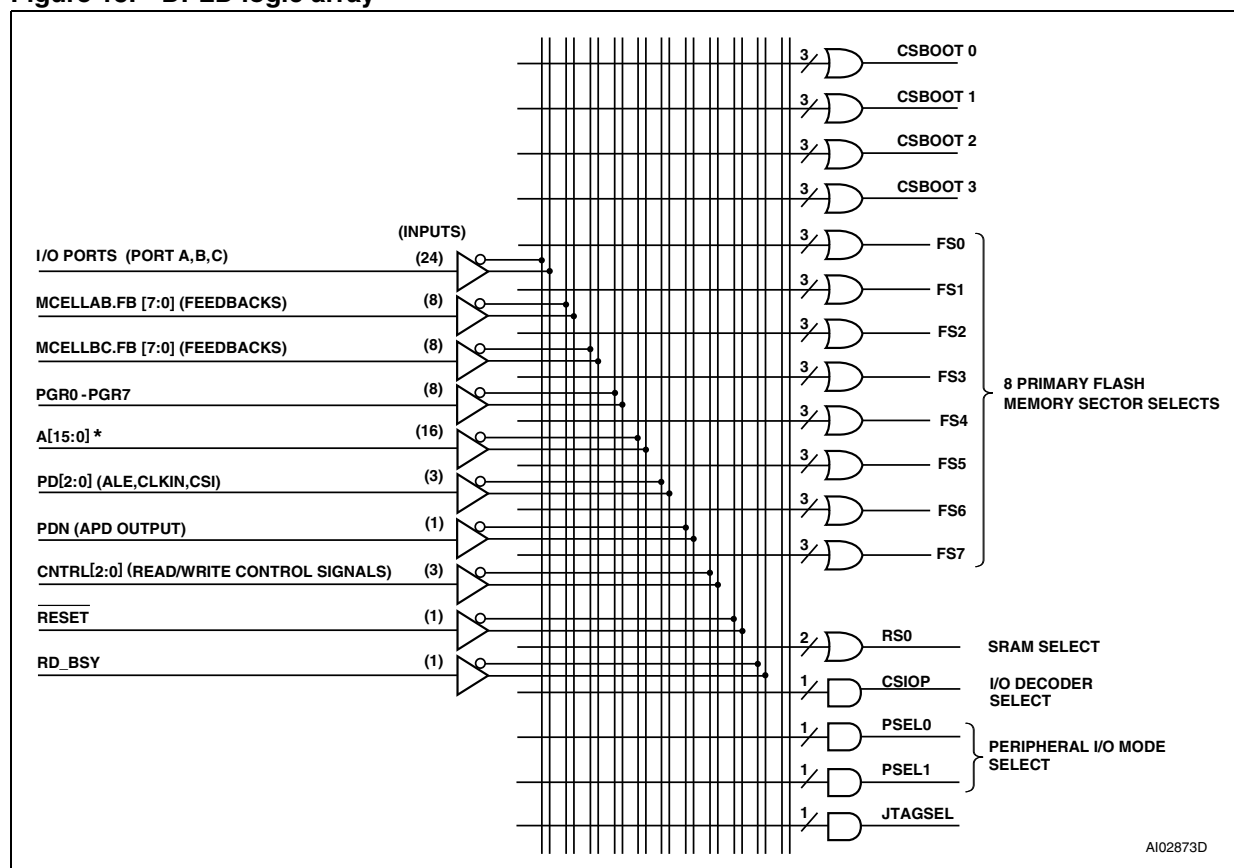 CSBOOT 0
3
CSBOOT 1
3
CSBOOT 2
3
CSBOOT 3
3
(INPUTS)
3
FS0
I/O PORTS (PORT A,B,C)
(24)
3
FS1
MCELLAB.FB [7:0] (FEEDBACKS)
(8)
3
FS2
MCELLBC.FB [7:0] (FEEDBACKS)
(8)
3
FS3
8 PRIMARY FLASH
MEMORY SECTOR SELECTS
PGR0 -PGR7
(8)
3
FS4
A[15:0] *
(16)
3
FS5
PD[2:0] (ALE,CLKIN,CSI)
(3)
3
FS6
PDN (APD OUTPUT)
(1)
3
FS7
CNTRL[2:0] (READ/WRITE CONTROL SIGNALS)
(3)
RESET
(1)
2
RS0
SRAM SELECT
RD_BSY
(1)
1
CSIOP
I/O DECODER
SELECT
1
PSEL0
PERIPHERAL I/O MODE
SELECT
1
PSEL1
1
JTAGSEL
AI02873D